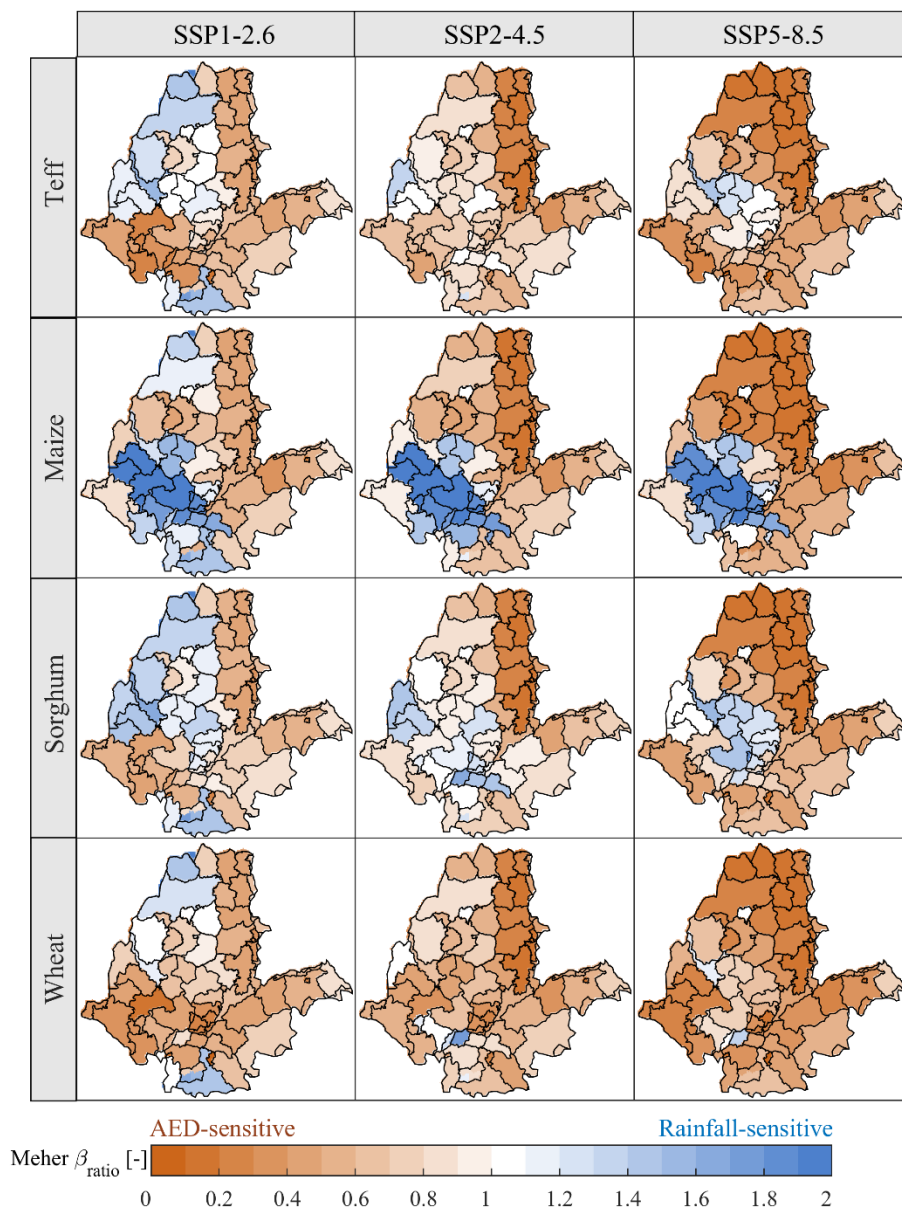 SSP1-2.6 SSP2-4.5 SSP5-8.5
Teff
Maize
Sorghum
Wheat
AED-sensitive Rainfall-sensitive
Meher βratio [-]
0 0.2 0.4 0.6 0.8 1 1.2 1.4 1.6 1.8 2